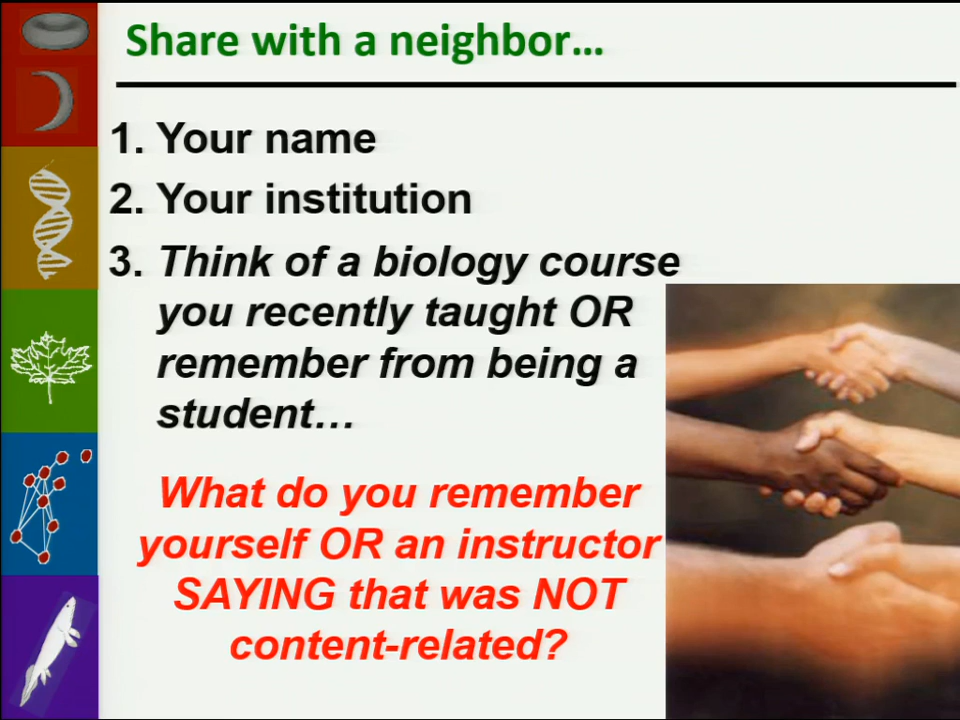 Share with a neighbor…
1. Your name
2. Your institution
3. Think of a biology course
you recently taught OR
remember from being a
student…
What do you remember
yourself OR an instructor
SAYING that was NOT
content-related?